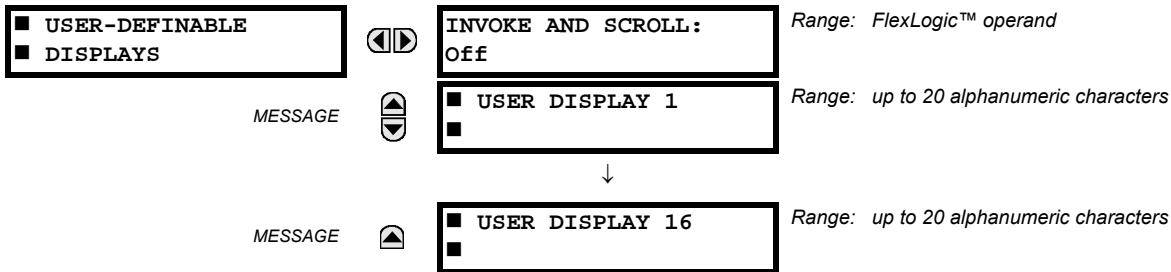 ■ USER-DEFINABLE
■ DISPLAYS
INVOKE AND SCROLL:
Off
Range: FlexLogic™ operand
MESSAGE
■ USER DISPLAY 1
■
Range: up to 20 alphanumeric characters
↓
MESSAGE
■ USER DISPLAY 16
■
Range: up to 20 alphanumeric characters